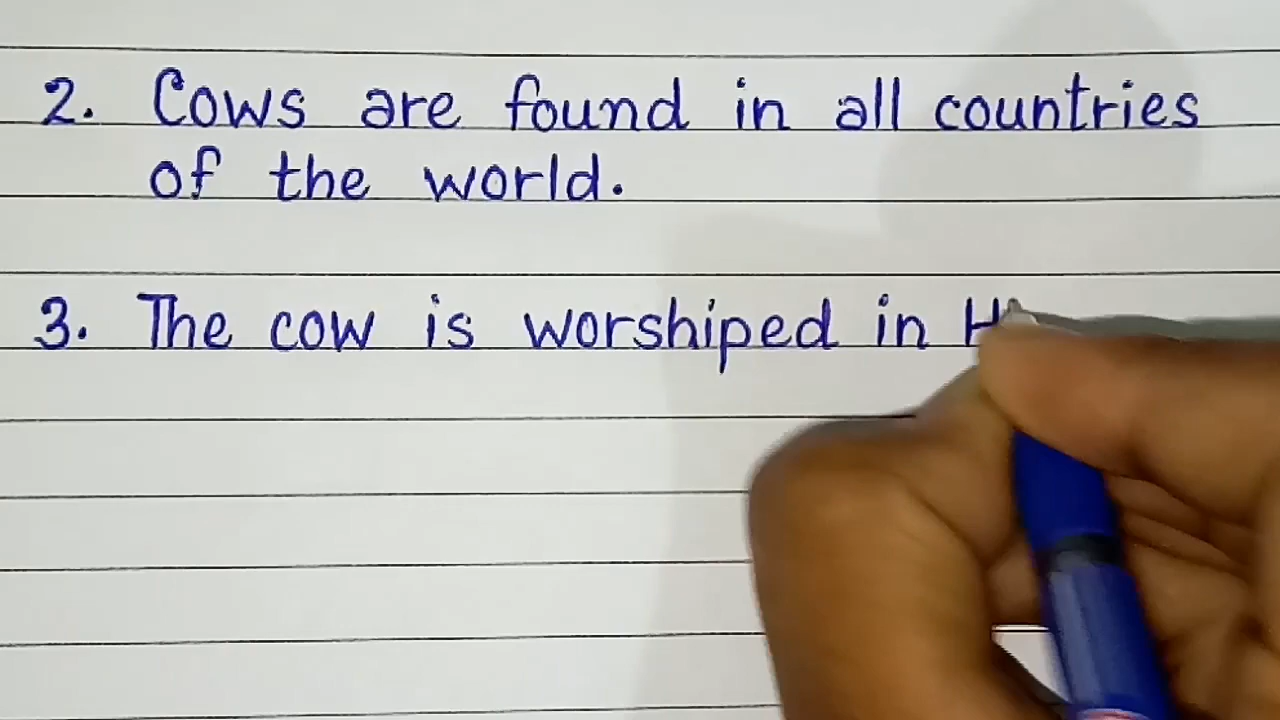 2. Cows are found in all countries
of the world.
3. The cow is worshiped in